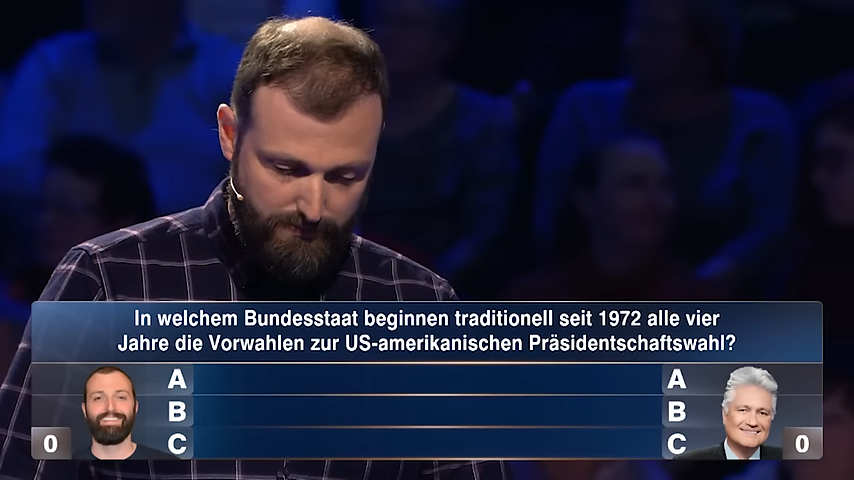 In welchem Bundesstaat beginnen traditionell seit 1972 alle vier
Jahre die Vorwahlen zur US-amerikanischen Präsidentschaftswahl?
A A
B B
0 C C 0